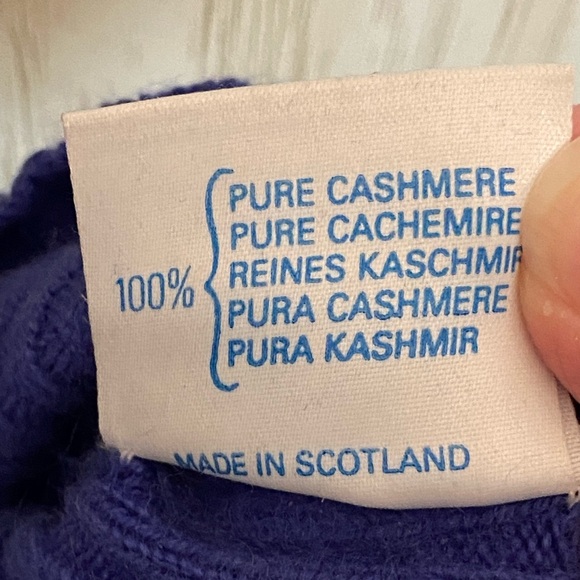 100%
PURE CASHMERE
PURE CACHEMIRE
REINES KASCHMIR
PURA CASHMERE
PURA KASHMIR
MADE IN SCOTLAND